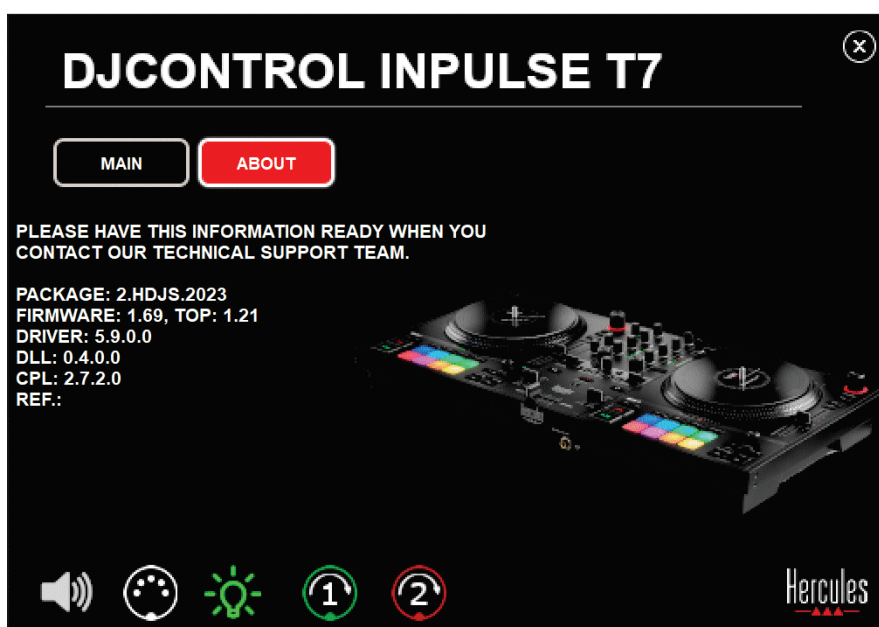 DJCONTROL INPULSE T7
MAIN
ABOUT
PLEASE HAVE THIS INFORMATION READY WHEN YOU
CONTACT OUR TECHNICAL SUPPORT TEAM.
PACKAGE: 2.HDJS.2023
FIRMWARE: 1.69, TOP: 1.21
DRIVER: 5.9.0.0
DLL: 0.4.0.0
CPL: 2.7.2.0
REF.:
1
2
Hercules